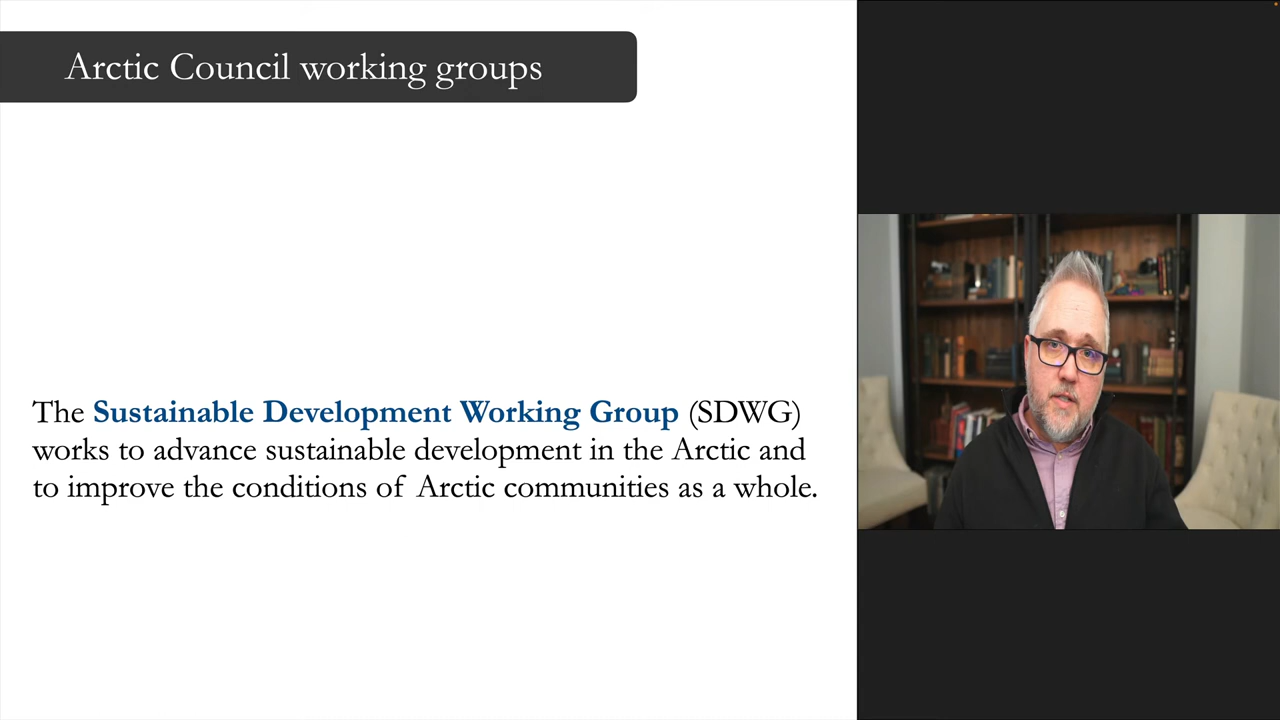 Arctic Council working groups
The Sustainable Development Working Group (SDWG)
works to advance sustainable development in the Arctic and
to improve the conditions of Arctic communities as a whole.